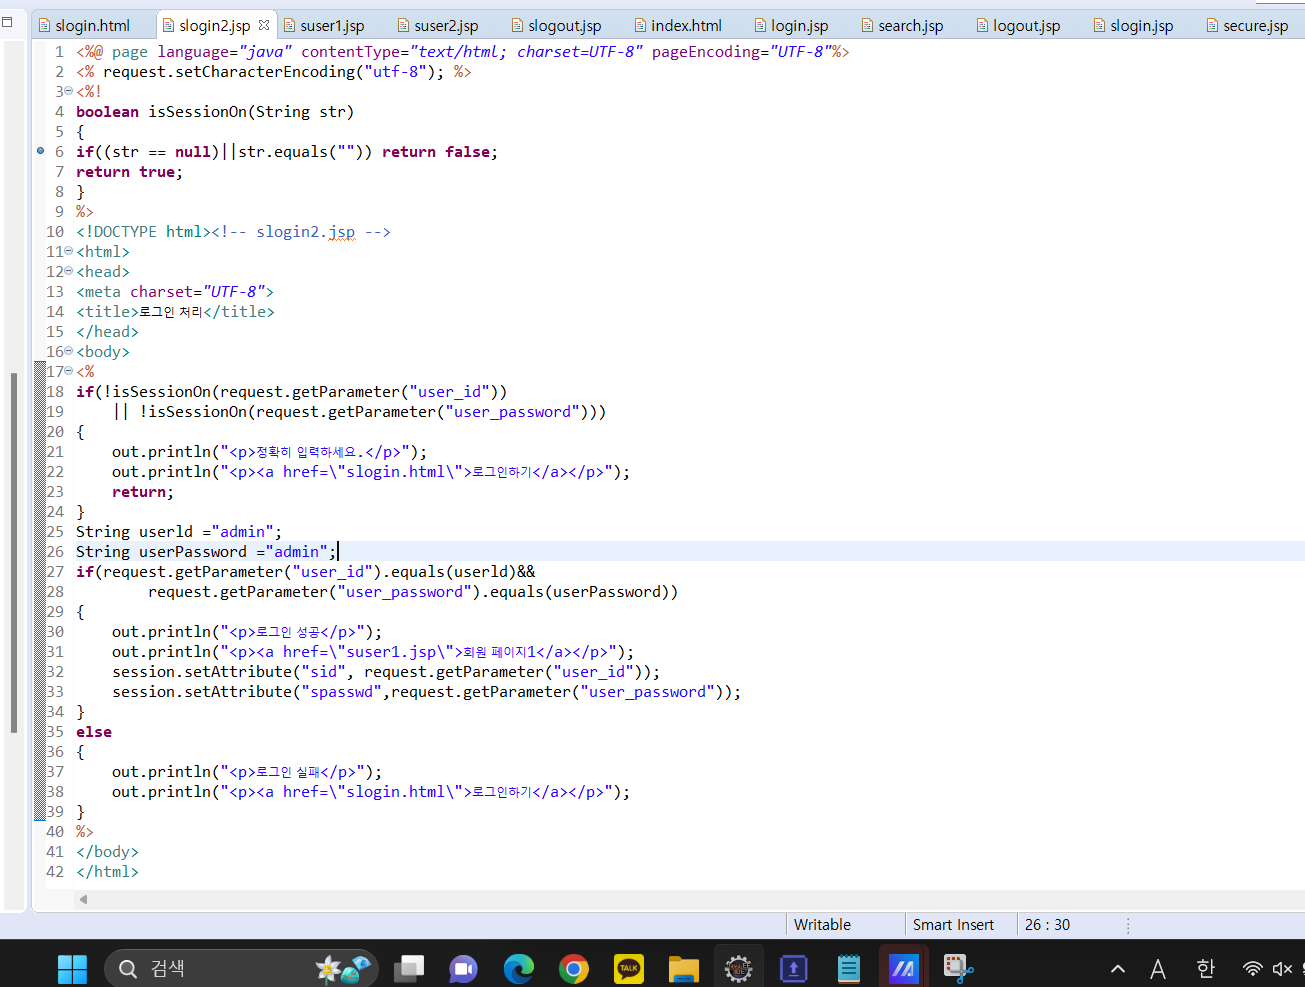 slogin.html slogin2.jsp suser1.jsp suser2.jsp slogout.jsp index.html login.jsp search.jsp logout.jsp slogin.jsp secure.jsp
1 <%@ page language="java" contentType="text/html; charset=UTF-8" pageEncoding="UTF-8"%>
2 <% request.setCharacterEncoding("utf-8"); %>
3 <%!
4 boolean isSessionOn(String str)
5 {
6 if((str == null)||str.equals("")) return false;
7 return true;
8 }
9 %>
10 <!DOCTYPE html><!-- slogin2.jsp -->
11 <html>
12 <head>
13 <meta charset="UTF-8">
14 <title>로그인 처리</title>
15 </head>
16 <body>
17 <%
18 if(!isSessionOn(request.getParameter("user_id"))
19 || !isSessionOn(request.getParameter("user_password")))
20 {
21 out.println("<p>정확히 입력하세요.</p>");
22 out.println("<p><a href=\"slogin.html\">로그인하기</a></p>");
23 return;
24 }
25 String userld ="admin";
26 String userPassword ="admin";
27 if(request.getParameter("user_id").equals(userld)&&
28 request.getParameter("user_password").equals(userPassword))
29 {
30 out.println("<p>로그인 성공</p>");
31 out.println("<p><a href=\"suser1.jsp\">회원 페이지1</a></p>");
32 session.setAttribute("sid", request.getParameter("user_id"));
33 session.setAttribute("spasswd",request.getParameter("user_password"));
34 }
35 else
36 {
37 out.println("<p>로그인 실패</p>");
38 out.println("<p><a href=\"slogin.html\">로그인하기</a></p>");
39 }
40 %>
41 </body>
42 </html>
Writable Smart Insert 26 : 30
검색 TALK A 한